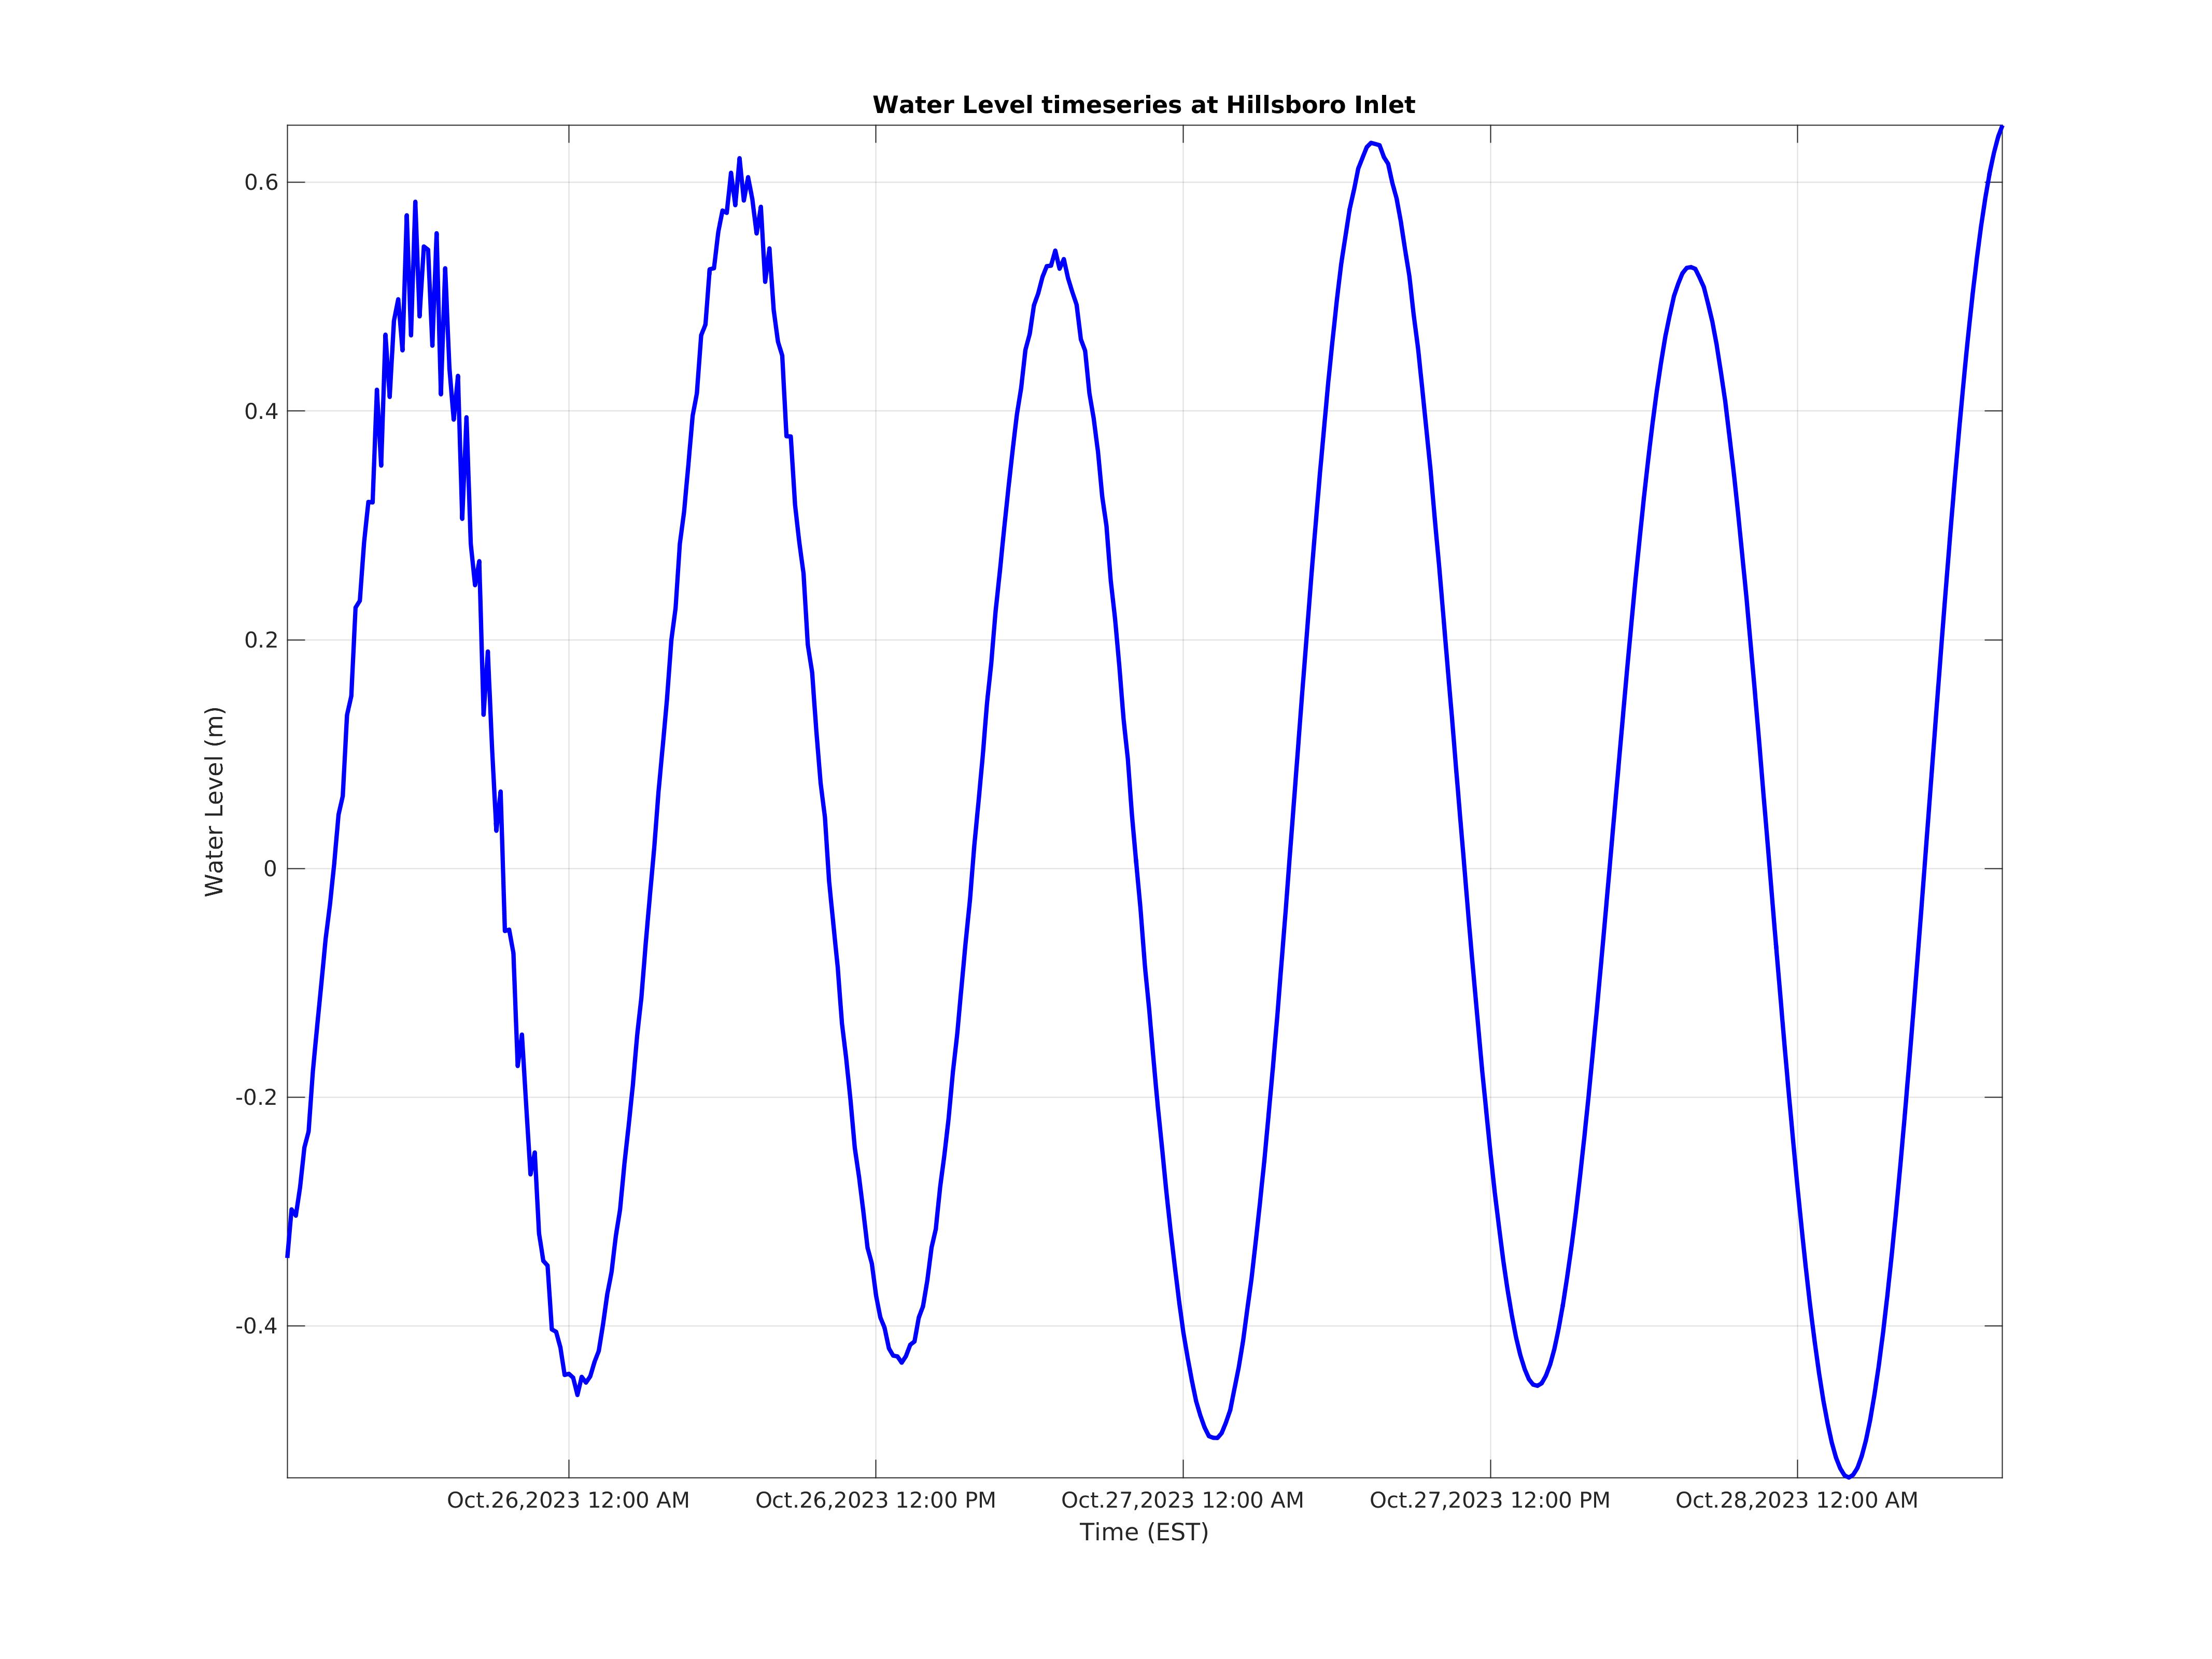 Water Level timeseries at Hillsboro Inlet
0.6
0.4
0.2
0
-0.2
-0.4
Water Level (m)
Oct.26,2023 12:00 AM
Oct.26,2023 12:00 PM
Oct.27,2023 12:00 AM
Oct.27,2023 12:00 PM
Oct.28,2023 12:00 AM
Time (EST)